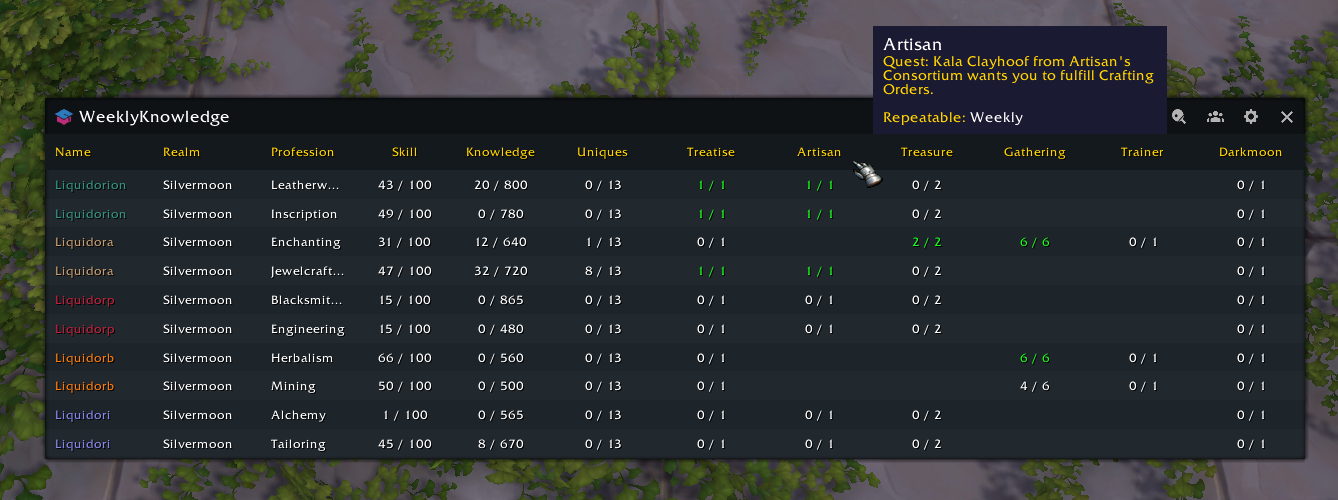 Artisan
Quest: Kala Clayhoof from Artisan's
Consortium wants you to fulfill Crafting
Orders.
Repeatable: Weekly
WeeklyKnowledge
Name Realm Profession Skill Knowledge Uniques Treatise Artisan Treasure Gathering Trainer Darkmoon
Liquidorion Silvermoon Leatherw... 43 / 100 20 / 800 0 / 13 1 / 1 1 / 1 0 / 2 0 / 1
Liquidorion Silvermoon Inscription 49 / 100 0 / 780 0 / 13 1 / 1 1 / 1 0 / 2 0 / 1
Liquidora Silvermoon Enchanting 31 / 100 12 / 640 1 / 13 0 / 1 2 / 2 6 / 6 0 / 1 0 / 1
Liquidora Silvermoon Jewelcraft... 47 / 100 32 / 720 8 / 13 1 / 1 1 / 1 0 / 2 0 / 1
Liquidorp Silvermoon Blacksmit... 15 / 100 0 / 865 0 / 13 0 / 1 0 / 1 0 / 2 0 / 1
Liquidorp Silvermoon Engineering 15 / 100 0 / 480 0 / 13 0 / 1 0 / 1 0 / 2 0 / 1
Liquidorb Silvermoon Herbalism 66 / 100 0 / 560 0 / 13 0 / 1 6 / 6 0 / 1 0 / 1
Liquidorb Silvermoon Mining 50 / 100 0 / 500 0 / 13 0 / 1 4 / 6 0 / 1 0 / 1
Liquidori Silvermoon Alchemy 1 / 100 0 / 565 0 / 13 0 / 1 0 / 1 0 / 2 0 / 1
Liquidori Silvermoon Tailoring 45 / 100 8 / 670 0 / 13 0 / 1 0 / 1 0 / 2 0 / 1